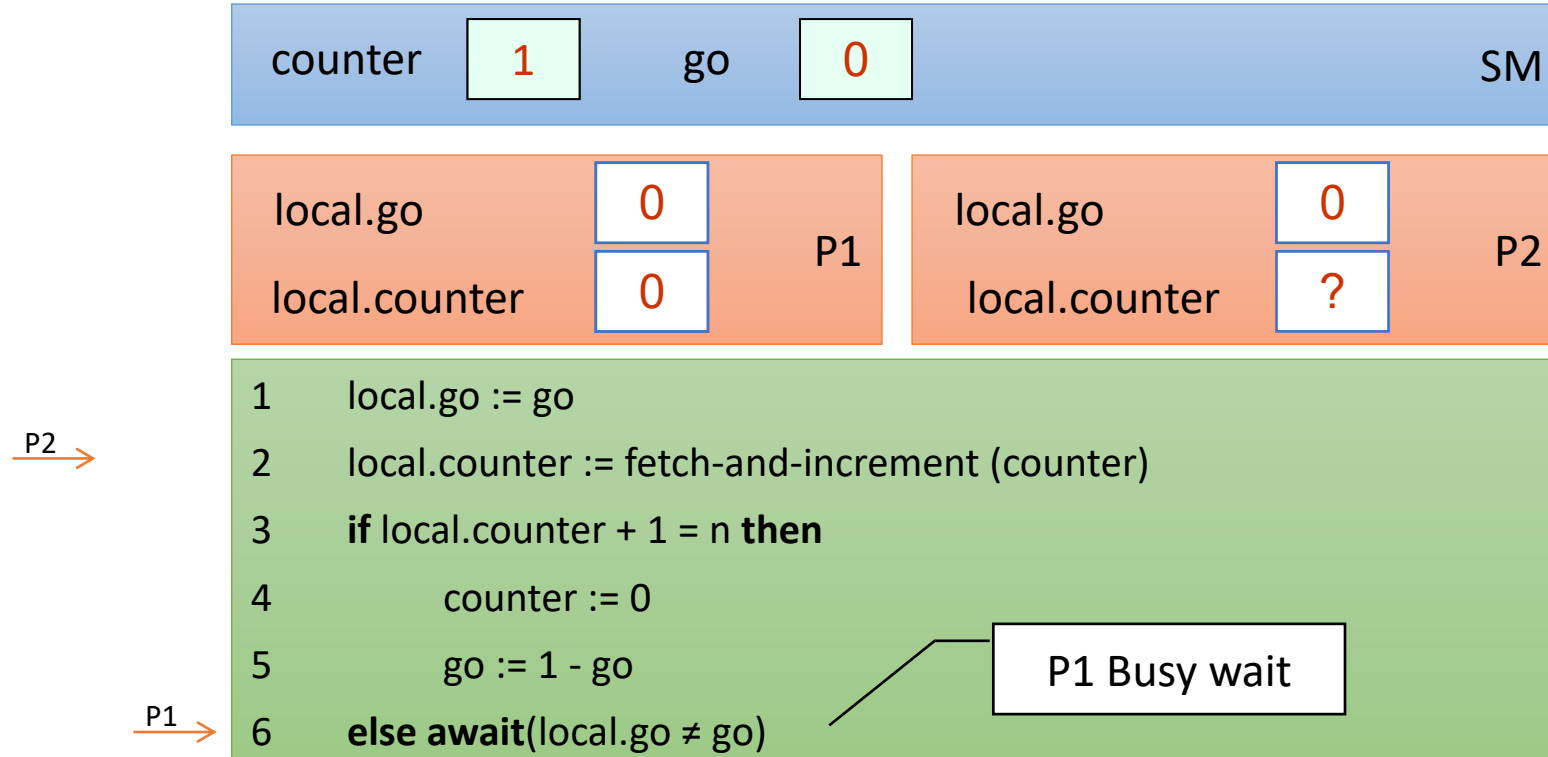 counter 1 go 0 SM
local.go 0 P1
local.counter 0
local.go 0 P2
local.counter ?
1 local.go := go
P2
2 local.counter := fetch-and-increment (counter)
3 if local.counter + 1 = n then
4 counter := 0
5 go := 1 - go
P1 Busy wait
P1
6 else await(local.go ≠ go)